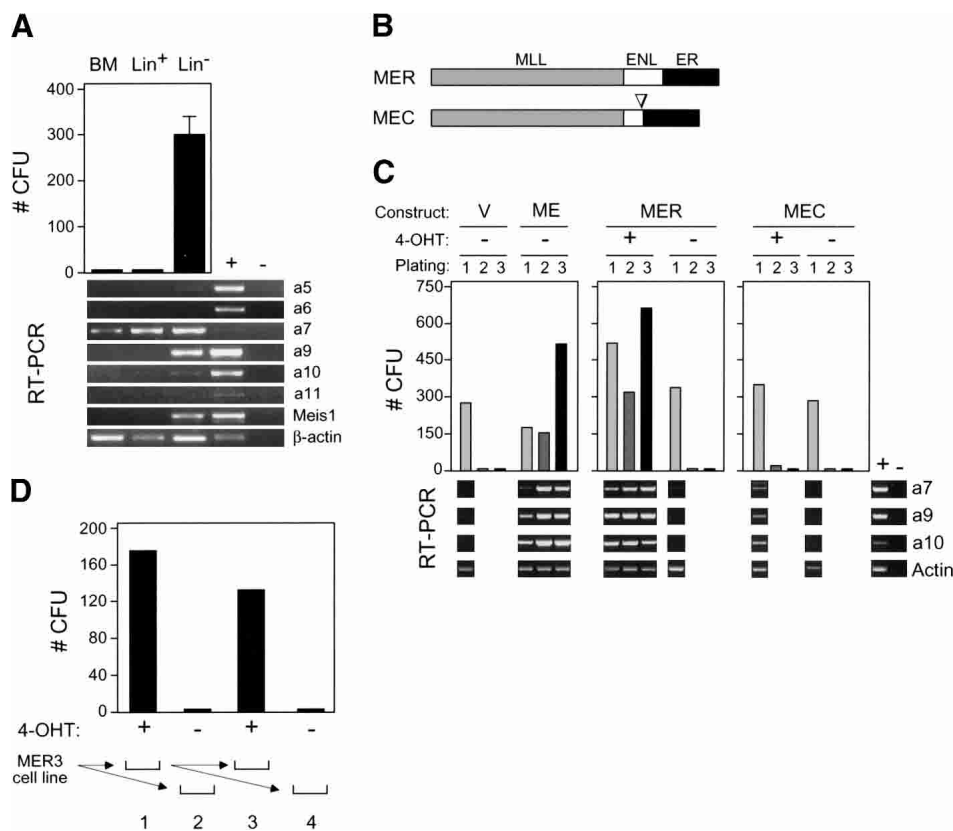 A
BM Lin+ Lin-
400
300
200
100
0
# CFU
+ -
RT-PCR
a5
a6
a7
a9
a10
a11
Meis1
β-actin
B
MLL ENL ER
MER
MEC
C
Construct: V ME MER MEC
4-OHT: - - + - + -
Plating: 1 2 3 1 2 3 1 2 3 1 2 3 1 2 3 1 2 3
750
600
450
300
150
0
# CFU
+ -
RT-PCR
a7
a9
a10
Actin
D
200
160
120
80
40
0
# CFU
4-OHT: + - + -
MER3
cell line
1 2 3 4